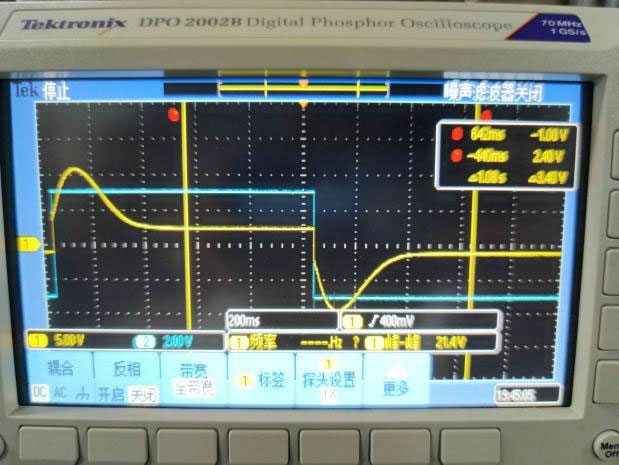 Tektronix DPO 2002B Digital Phosphor Oscilloscope 70 MHz 1 GS/s
Tek 停止 噪声滤波器关闭
642ms -1.00V
-440ms 2.40V
△1.08s △3.40V
1
200ms 1 / 400mV
1 5.00V 2 2.00V 1 频率 ----.Hz ? 1 峰-峰 21.4V
耦合 反相 带宽 1 标签 1 探头设置 更多
DC AC 开启 关闭 全带宽
13:45:05
Menu Off